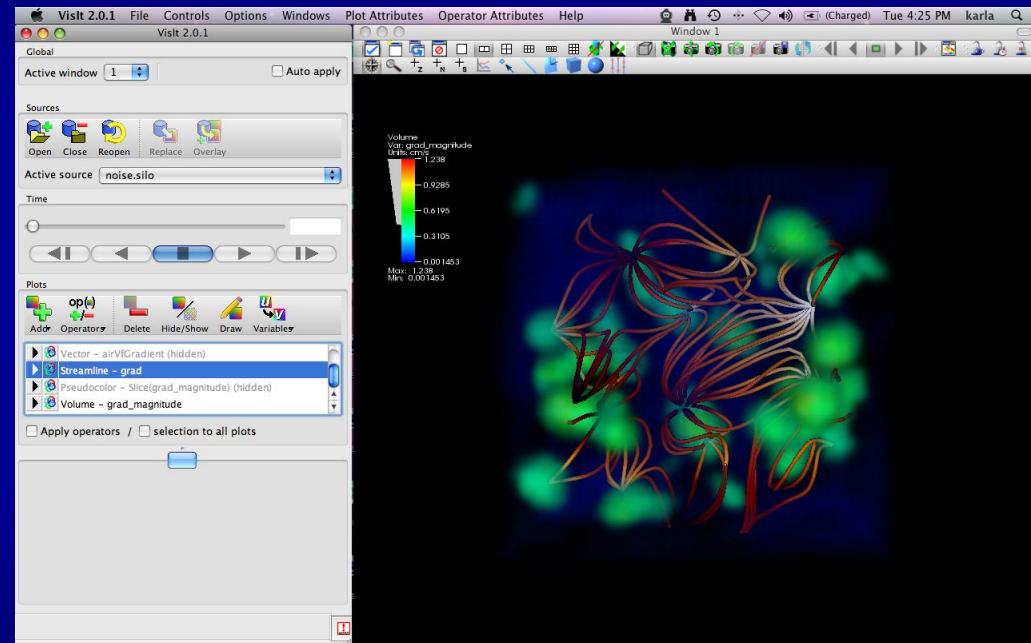 VisIt 2.0.1 File Controls Options Windows Plot Attributes Operator Attributes Help (Charged) Tue 4:25 PM karla
VisIt 2.0.1
Window 1
Global
Active window 1 Auto apply
Sources
Open Close Reopen Replace Overlay
Active source noise.silo
Time
Plots
op(u)
Add Operators Delete Hide/Show Draw Variables
Vector - airVfGradient (hidden)
Streamline - grad
Pseudocolor - Slice(grad_magnitude) (hidden)
Volume - grad_magnitude
Apply operators / selection to all plots
Volume
Var: grad_magnitude
Units: cm/s
1.238
0.9285
0.6195
0.3105
0.001453
Max: 1.238
Min: 0.001453